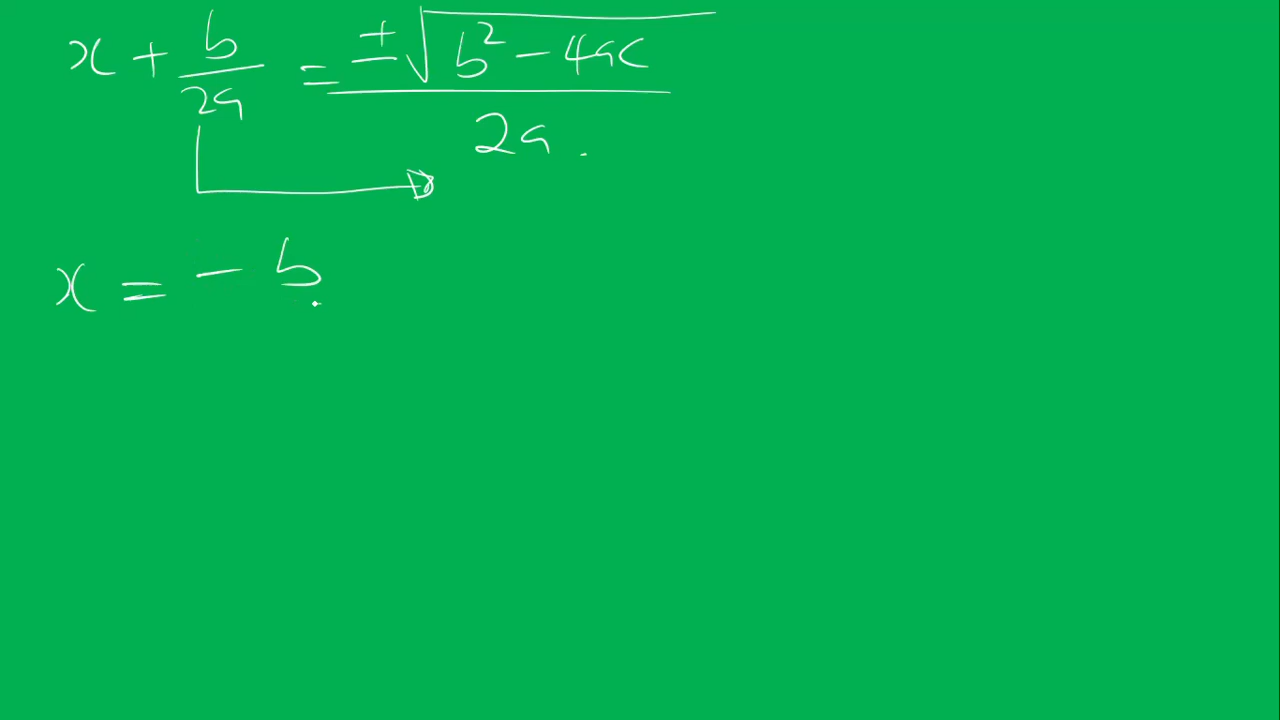 x + b/2a = ±√(b² - 4ac)/2a.
x = - b